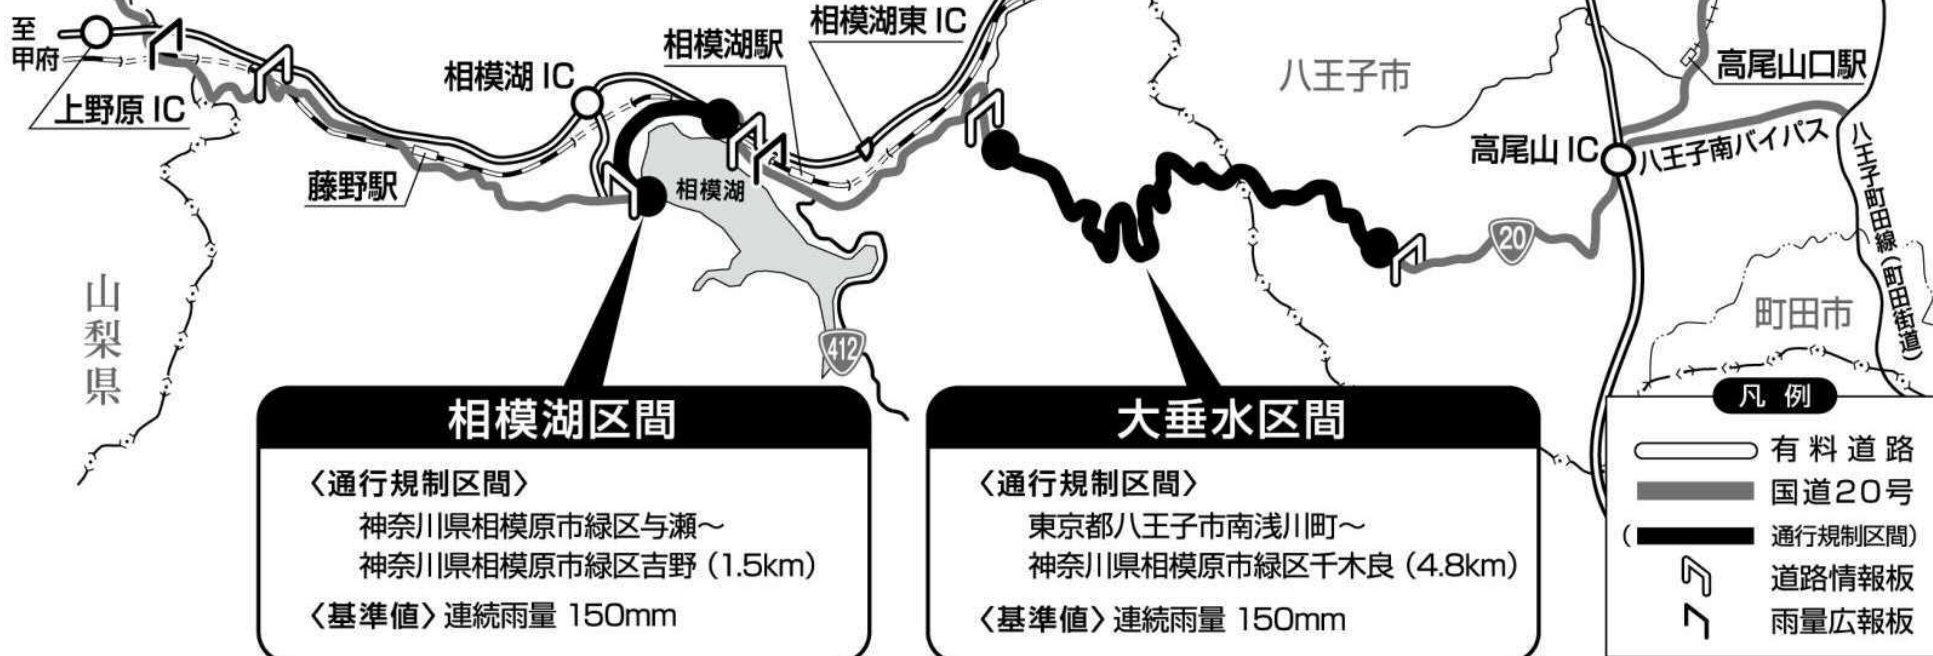 至
甲府
上野原 IC
藤野駅
相模湖 IC
相模湖駅
相模湖東 IC
相模湖
412
山梨県
八王子市
高尾山口駅
高尾山 IC
八王子南バイパス
八王子町田線（町田街道）
20
町田市
相模湖区間
〈通行規制区間〉
神奈川県相模原市緑区与瀬～
神奈川県相模原市緑区吉野（1.5km）
〈基準値〉連続雨量 150mm
大垂水区間
〈通行規制区間〉
東京都八王子市南浅川町～
神奈川県相模原市緑区千木良（4.8km）
〈基準値〉連続雨量 150mm
凡 例
有料道路
国道20号
（通行規制区間）
道路情報板
雨量広報板